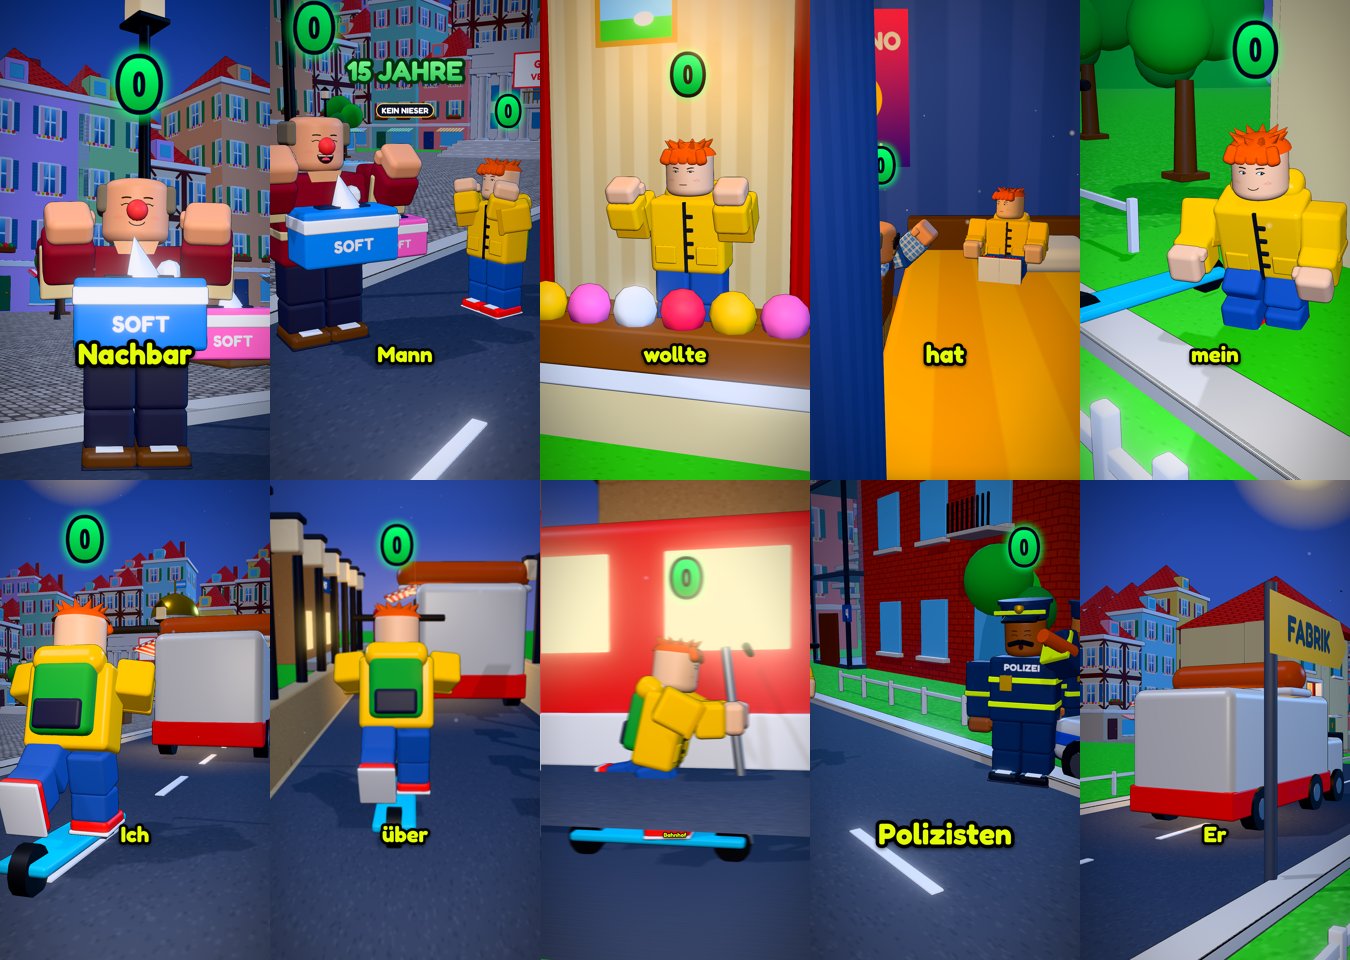 0
SOFT
SOFT
Nachbar
0
15 JAHRE
KEIN NIESER
0
SOFT
FT
Mann
0
wollte
NO
0
hat
0
mein
0
Ich
0
über
0
Bahnhof
0
POLIZEI
Polizisten
FABRIK
Er